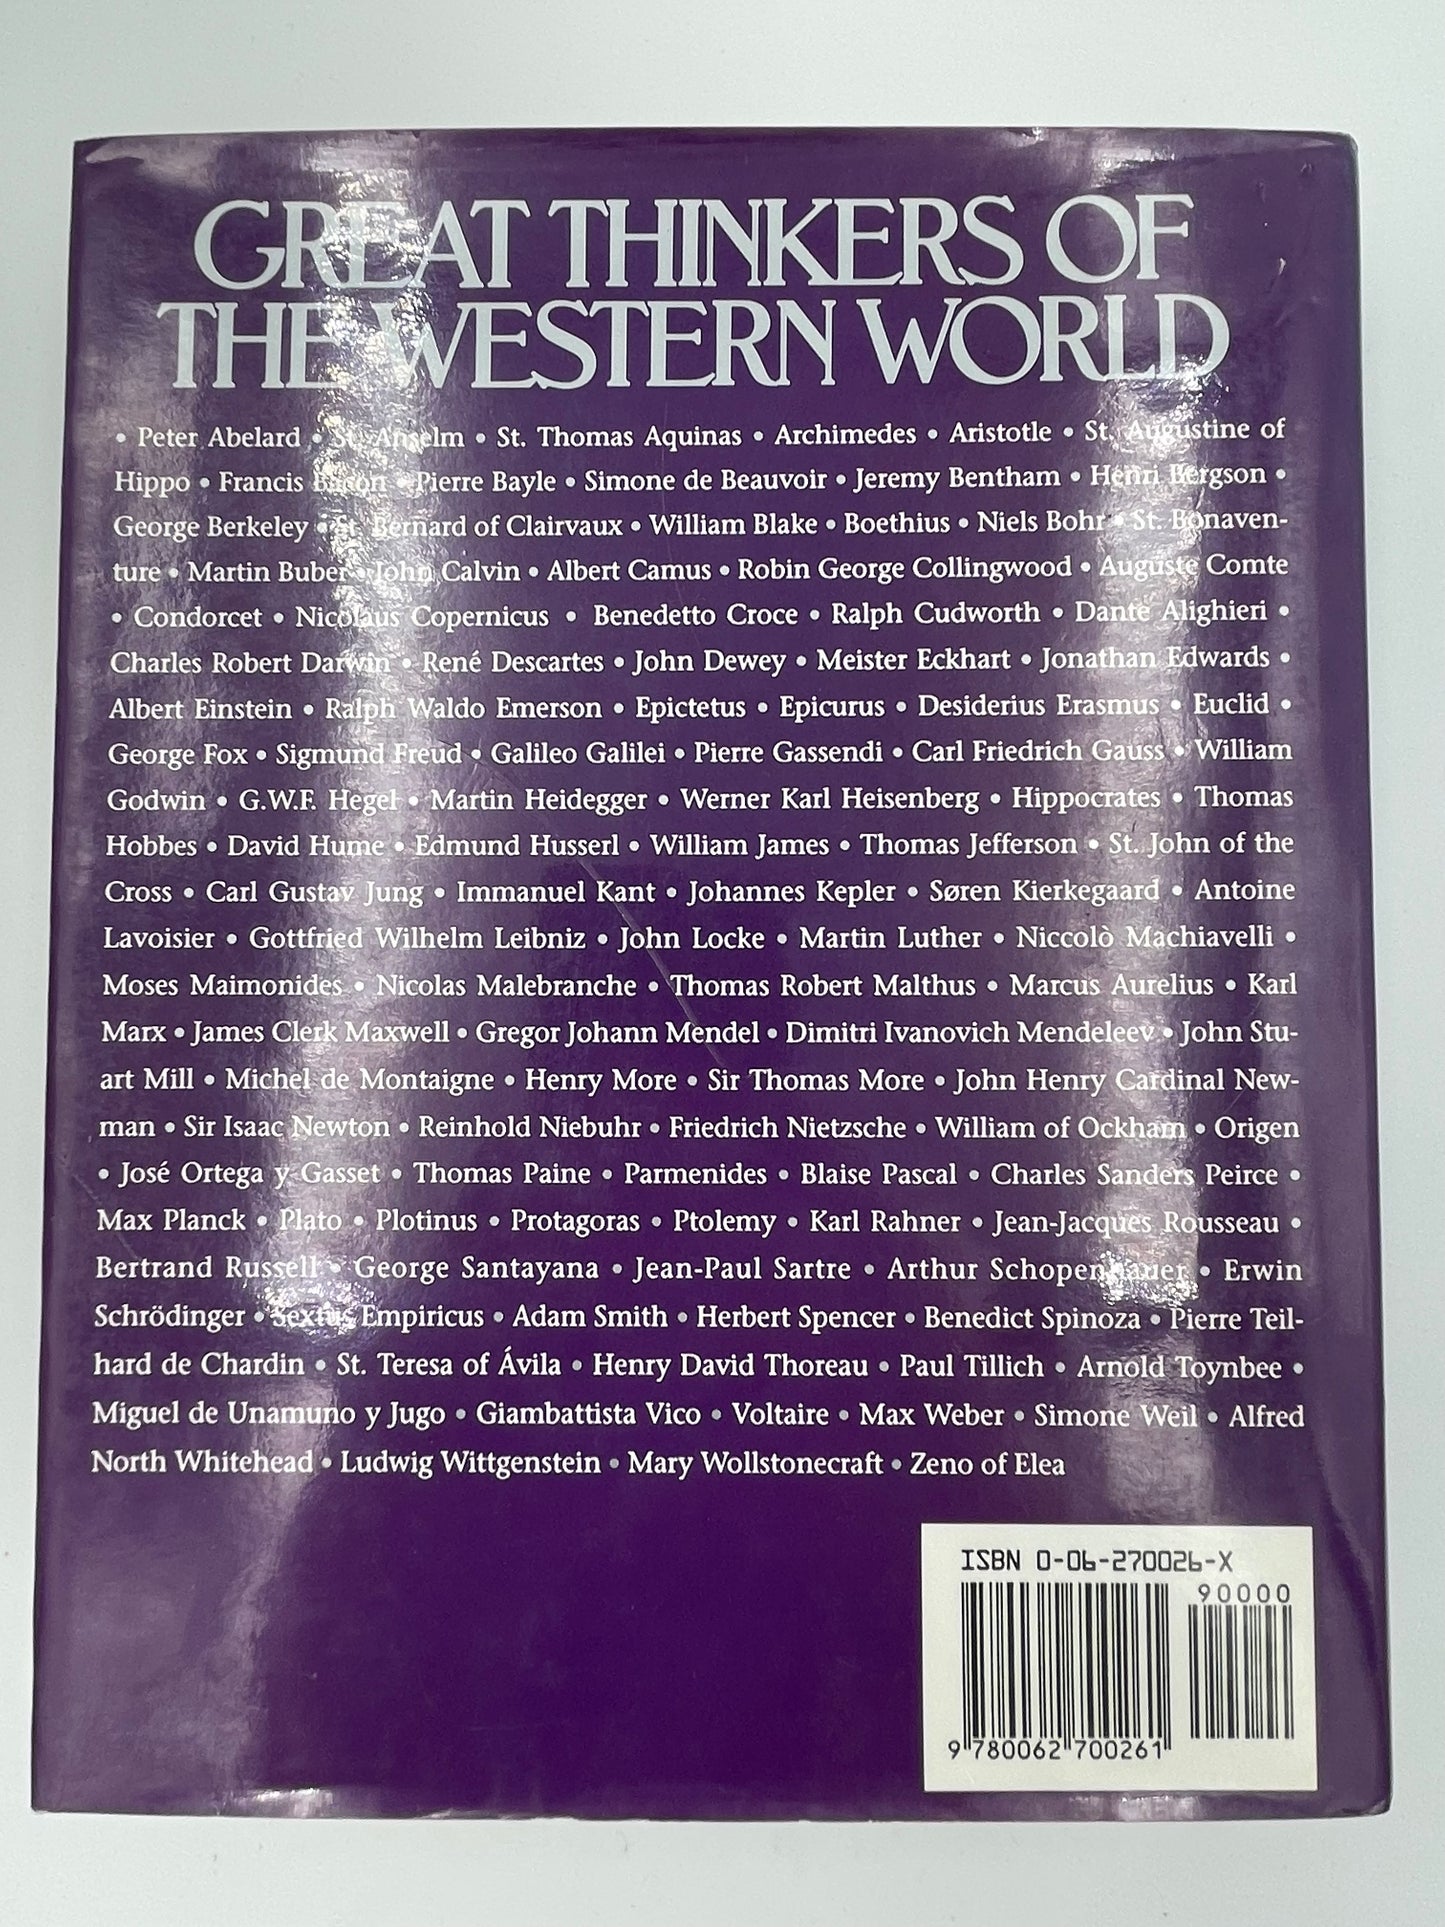 GREAT THINKERS OF
THE WESTERN WORLD
• Peter Abelard • St. Anselm • St. Thomas Aquinas • Archimedes • Aristotle • St. Augustine of
Hippo • Francis Bacon • Pierre Bayle • Simone de Beauvoir • Jeremy Bentham • Henri Bergson •
George Berkeley • St. Bernard of Clairvaux • William Blake • Boethius • Niels Bohr • St. Bonaven-
ture • Martin Buber • John Calvin • Albert Camus • Robin George Collingwood • Auguste Comte
• Condorcet • Nicolaus Copernicus • Benedetto Croce • Ralph Cudworth • Dante Alighieri •
Charles Robert Darwin • René Descartes • John Dewey • Meister Eckhart • Jonathan Edwards •
Albert Einstein • Ralph Waldo Emerson • Epictetus • Epicurus • Desiderius Erasmus • Euclid •
George Fox • Sigmund Freud • Galileo Galilei • Pierre Gassendi • Carl Friedrich Gauss • William
Godwin • G.W.F. Hegel • Martin Heidegger • Werner Karl Heisenberg • Hippocrates • Thomas
Hobbes • David Hume • Edmund Husserl • William James • Thomas Jefferson • St. John of the
Cross • Carl Gustav Jung • Immanuel Kant • Johannes Kepler • Søren Kierkegaard • Antoine
Lavoisier • Gottfried Wilhelm Leibniz • John Locke • Martin Luther • Niccolò Machiavelli •
Moses Maimonides • Nicolas Malebranche • Thomas Robert Malthus • Marcus Aurelius • Karl
Marx • James Clerk Maxwell • Gregor Johann Mendel • Dimitri Ivanovich Mendeleev • John Stu-
art Mill • Michel de Montaigne • Henry More • Sir Thomas More • John Henry Cardinal New-
man • Sir Isaac Newton • Reinhold Niebuhr • Friedrich Nietzsche • William of Ockham • Origen
• José Ortega y Gasset • Thomas Paine • Parmenides • Blaise Pascal • Charles Sanders Peirce •
Max Planck • Plato • Plotinus • Protagoras • Ptolemy • Karl Rahner • Jean-Jacques Rousseau •
Bertrand Russell • George Santayana • Jean-Paul Sartre • Arthur Schopenhauer • Erwin
Schrödinger • Sextus Empiricus • Adam Smith • Herbert Spencer • Benedict Spinoza • Pierre Teil-
hard de Chardin • St. Teresa of Ávila • Henry David Thoreau • Paul Tillich • Arnold Toynbee •
Miguel de Unamuno y Jugo • Giambattista Vico • Voltaire • Max Weber • Simone Weil • Alfred
North Whitehead • Ludwig Wittgenstein • Mary Wollstonecraft • Zeno of Elea
ISBN 0-06-270026-X
90000
9 780062 700261